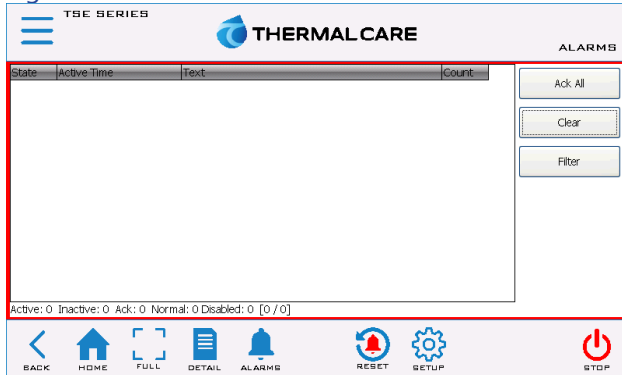 TSE SERIES
THERMALCARE
ALARMS
State Active Time Text Count
Ack All
Clear
Filter
Active: 0 Inactive: 0 Ack: 0 Normal: 0 Disabled: 0 [0 / 0]
BACK HOME FULL DETAIL ALARMS RESET SETUP STOP